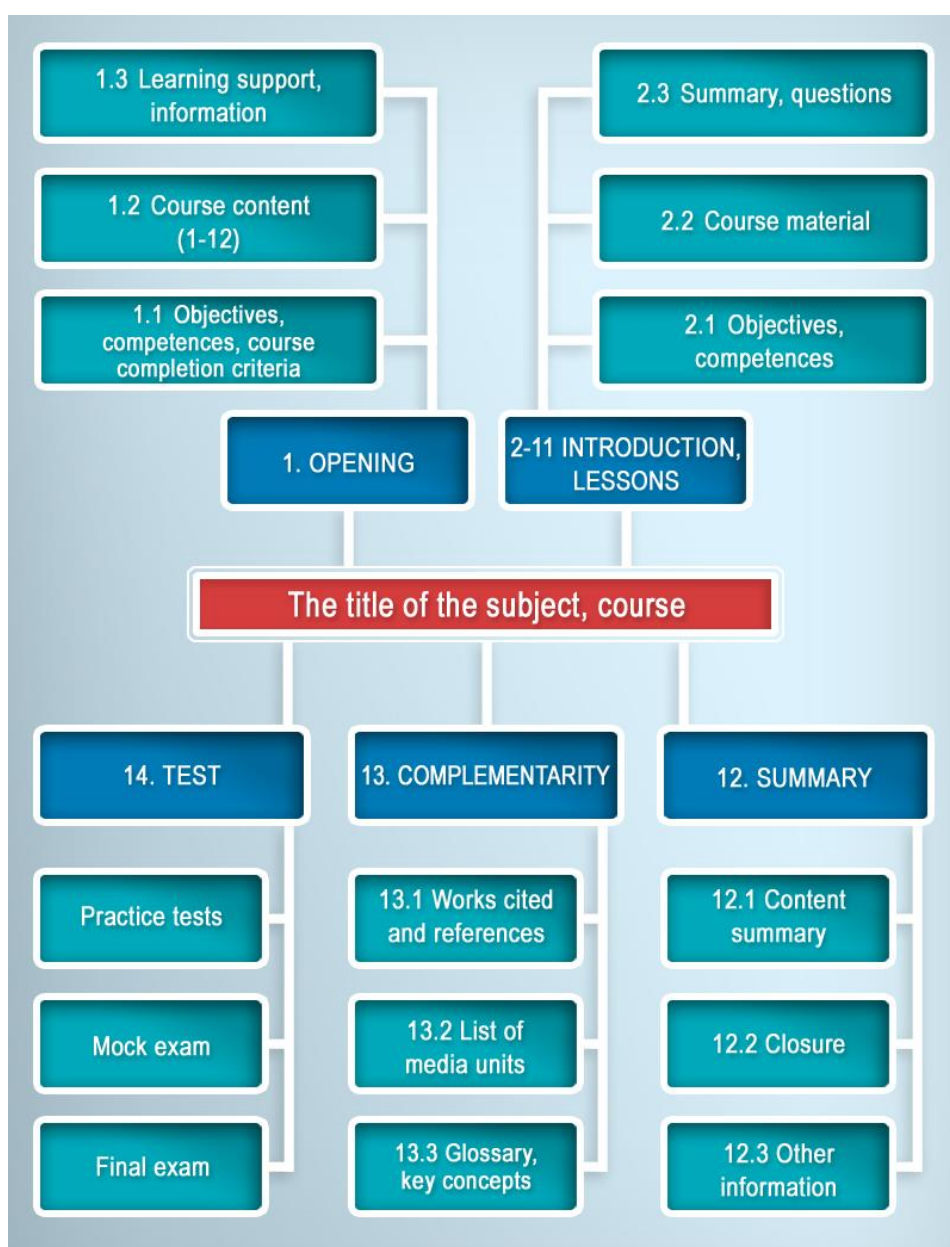 1.3 Learning support,
information
1.2 Course content
(1-12)
1.1 Objectives,
competences, course
completion criteria
2.3 Summary, questions
2.2 Course material
2.1 Objectives,
competences
1. OPENING
2-11 INTRODUCTION,
LESSONS
The title of the subject, course
14. TEST
Practice tests
Mock exam
Final exam
13. COMPLEMENTARITY
13.1 Works cited
and references
13.2 List of
media units
13.3 Glossary,
key concepts
12. SUMMARY
12.1 Content
summary
12.2 Closure
12.3 Other
information